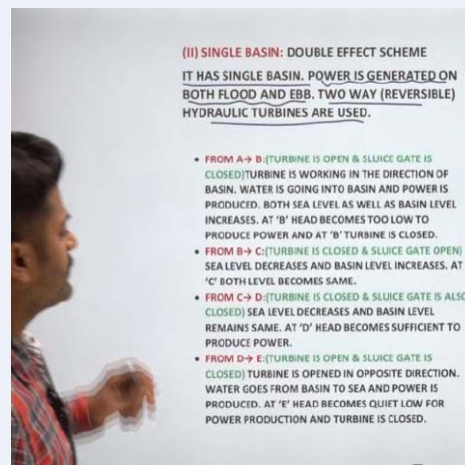 (II) SINGLE BASIN: DOUBLE EFFECT SCHEME
IT HAS SINGLE BASIN. POWER IS GENERATED ON
BOTH FLOOD AND EBB. TWO WAY (REVERSIBLE)
HYDRAULIC TURBINES ARE USED.
• FROM A→ B:(TURBINE IS OPEN & SLUICE GATE IS
CLOSED)TURBINE IS WORKING IN THE DIRECTION OF
BASIN. WATER IS GOING INTO BASIN AND POWER IS
PRODUCED. BOTH SEA LEVEL AS WELL AS BASIN LEVEL
INCREASES. AT 'B' HEAD BECOMES TOO LOW TO
PRODUCE POWER AND AT 'B' TURBINE IS CLOSED.
• FROM B→ C:(TURBINE IS CLOSED & SLUICE GATE OPEN)
SEA LEVEL DECREASES AND BASIN LEVEL INCREASES. AT
'C' BOTH LEVEL BECOMES SAME.
• FROM C→ D:(TURBINE IS CLOSED & SLUICE GATE IS ALSO
CLOSED) SEA LEVEL DECREASES AND BASIN LEVEL
REMAINS SAME. AT 'D' HEAD BECOMES SUFFICIENT TO
PRODUCE POWER.
• FROM D→ E:(TURBINE IS OPEN & SLUICE GATE IS
CLOSED) TURBINE IS OPENED IN OPPOSITE DIRECTION.
WATER GOES FROM BASIN TO SEA AND POWER IS
PRODUCED. AT 'E' HEAD BECOMES QUIET LOW FOR
POWER PRODUCTION AND TURBINE IS CLOSED.